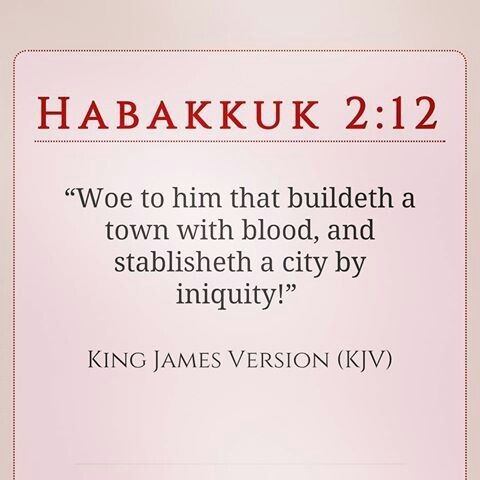 HABAKKUK 2:12
“Woe to him that buildeth a
town with blood, and
stablisheth a city by
iniquity!”
KING JAMES VERSION (KJV)